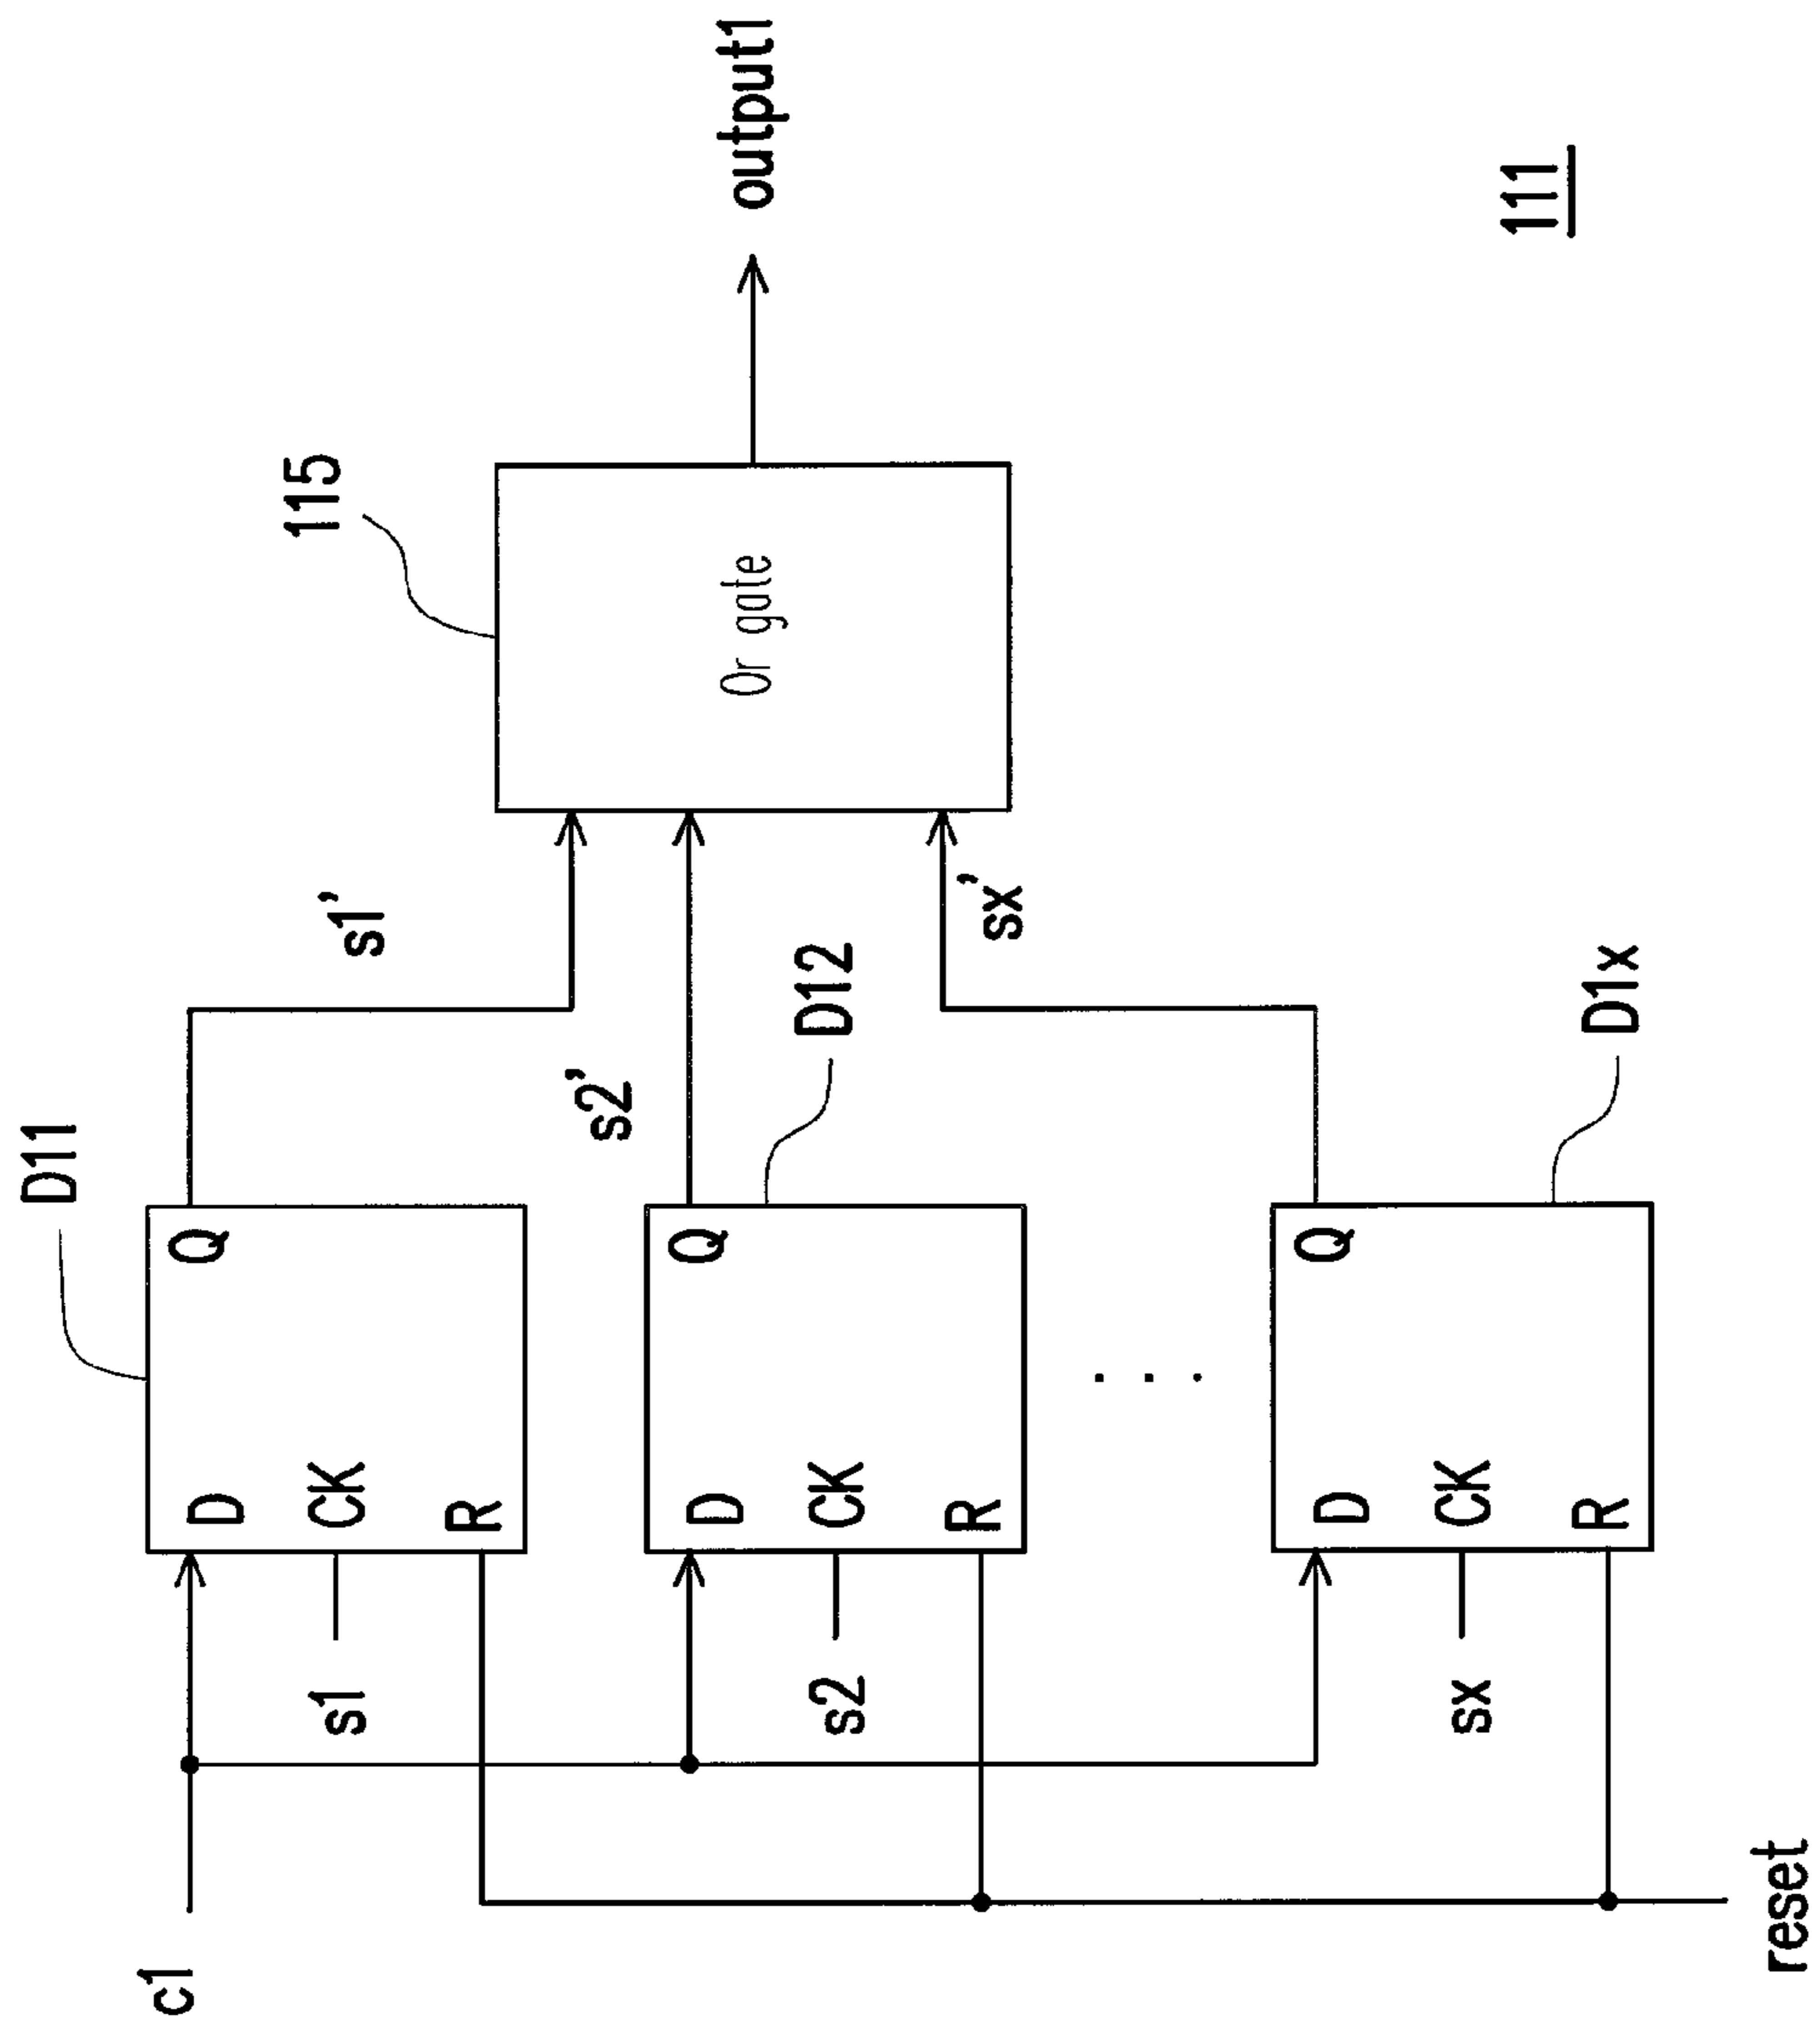 D11
c1
D
Q
s1'
s1
CK
R
115
s2'
D
Q
D12
s2
CK
R
Or gate
output1
. . .
sx'
D
Q
D1x
sx
CK
R
reset
111